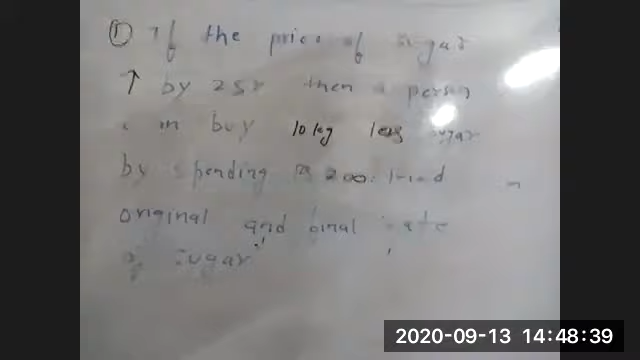 ① If the price of sugar
↑ by 25% then a person
can buy 10 kg less sugar
by spending Rs 200. Find
original and final rate
of sugar
2020-09-13 14:48:39